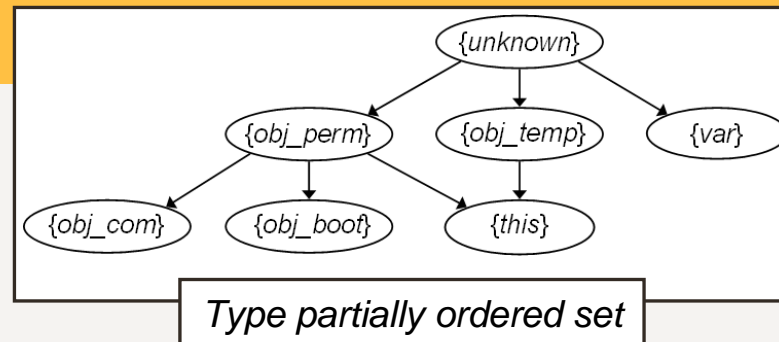 {unknown}
{obj_perm} {obj_temp} {var}
{obj_com} {obj_boot} {this}
Type partially ordered set